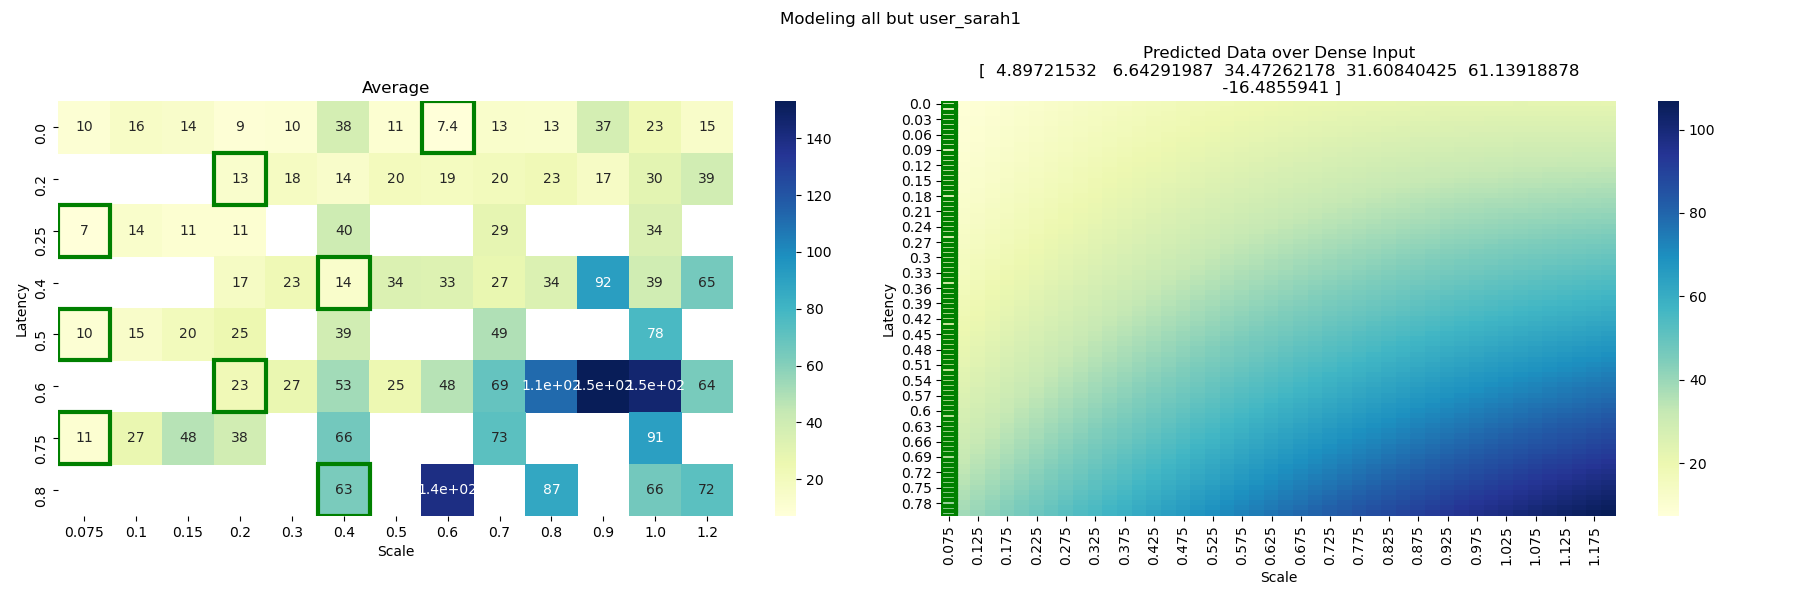 Modeling all but user_sarah1
Average
Latency
0.0 10 16 14 9 10 38 11 7.4 13 13 37 23 15
0.2 13 18 14 20 19 20 23 17 30 39
0.25 7 14 11 11 40 29 34
0.4 17 23 14 34 33 27 34 92 39 65
0.5 10 15 20 25 39 49 78
0.6 23 27 53 25 48 69 1.1e+02 1.5e+02 1.5e+02 64
0.75 11 27 48 38 66 73 91
0.8 63 1.4e+02 87 66 72
0.075 0.1 0.15 0.2 0.3 0.4 0.5 0.6 0.7 0.8 0.9 1.0 1.2
Scale
140
120
100
80
60
40
20
Predicted Data over Dense Input
[ 4.89721532 6.64291987 34.47262178 31.60840425 61.13918878
-16.4855941 ]
Latency
0.0
0.03
0.06
0.09
0.12
0.15
0.18
0.21
0.24
0.27
0.3
0.33
0.36
0.39
0.42
0.45
0.48
0.51
0.54
0.57
0.6
0.63
0.66
0.69
0.72
0.75
0.78
0.075 0.125 0.175 0.225 0.275 0.325 0.375 0.425 0.475 0.525 0.575 0.625 0.675 0.725 0.775 0.825 0.875 0.925 0.975 1.025 1.075 1.125 1.175
Scale
100
80
60
40
20